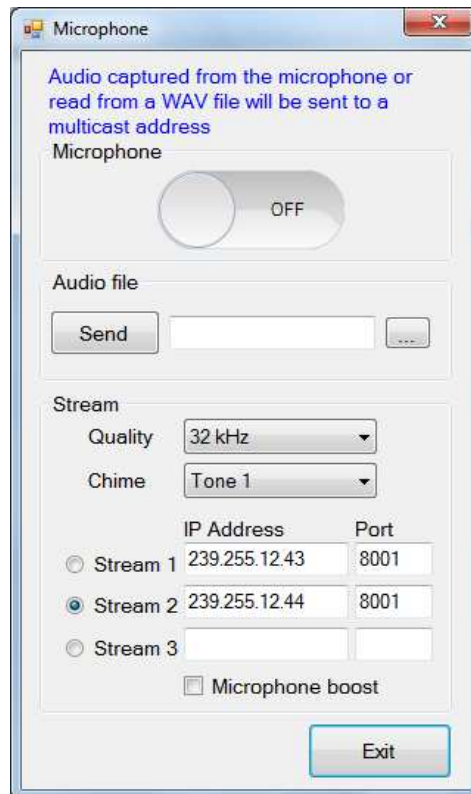 Microphone
Audio captured from the microphone or
read from a WAV file will be sent to a
multicast address
Microphone
OFF
Audio file
Send ...
Stream
Quality 32 kHz
Chime Tone 1
IP Address Port
Stream 1 239.255.12.43 8001
Stream 2 239.255.12.44 8001
Stream 3
Microphone boost
Exit